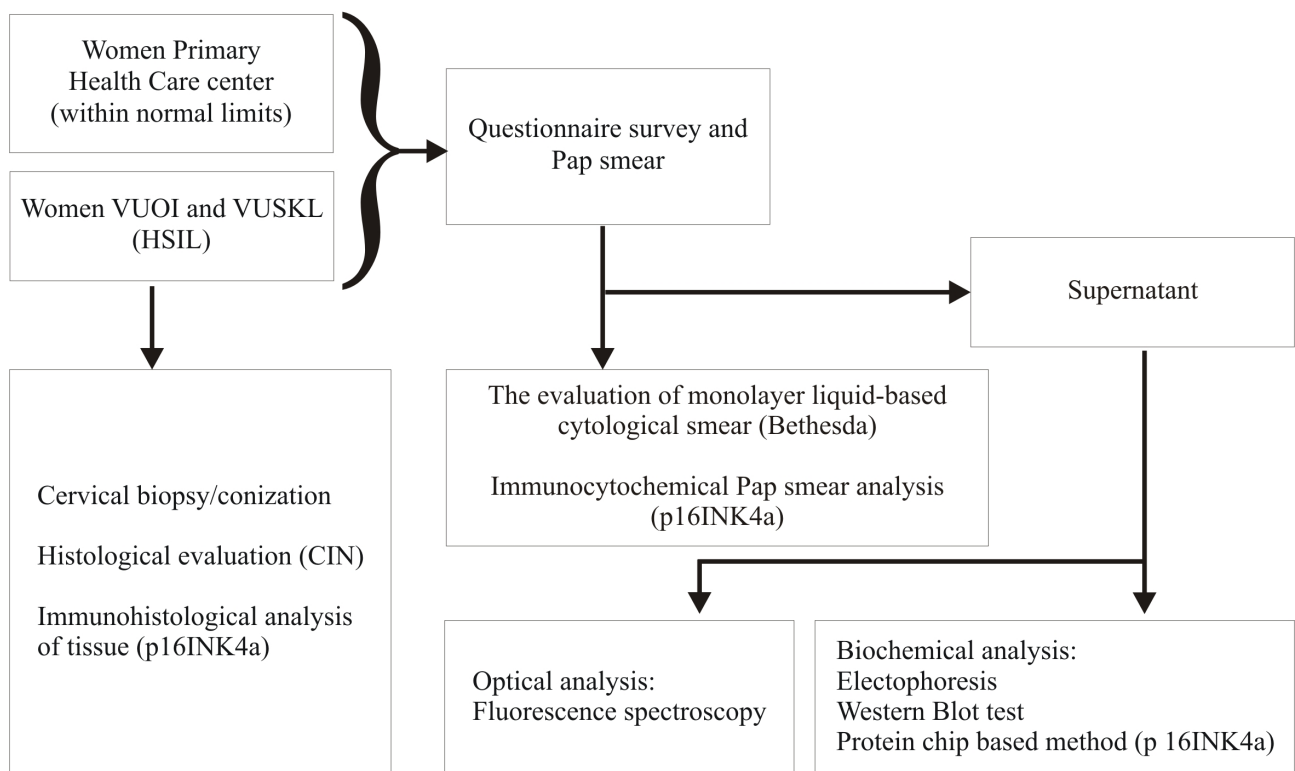 Women Primary
Health Care center
(within normal limits)
Women VUOI and VUSKL
(HSIL)
Questionnaire survey and
Pap smear
Supernatant
Cervical biopsy/conization
Histological evaluation (CIN)
Immunohistological analysis
of tissue (p16INK4a)
The evaluation of monolayer liquid-based
cytological smear (Bethesda)
Immunocytochemical Pap smear analysis
(p16INK4a)
Optical analysis:
Fluorescence spectroscopy
Biochemical analysis:
Electophoresis
Western Blot test
Protein chip based method (p 16INK4a)